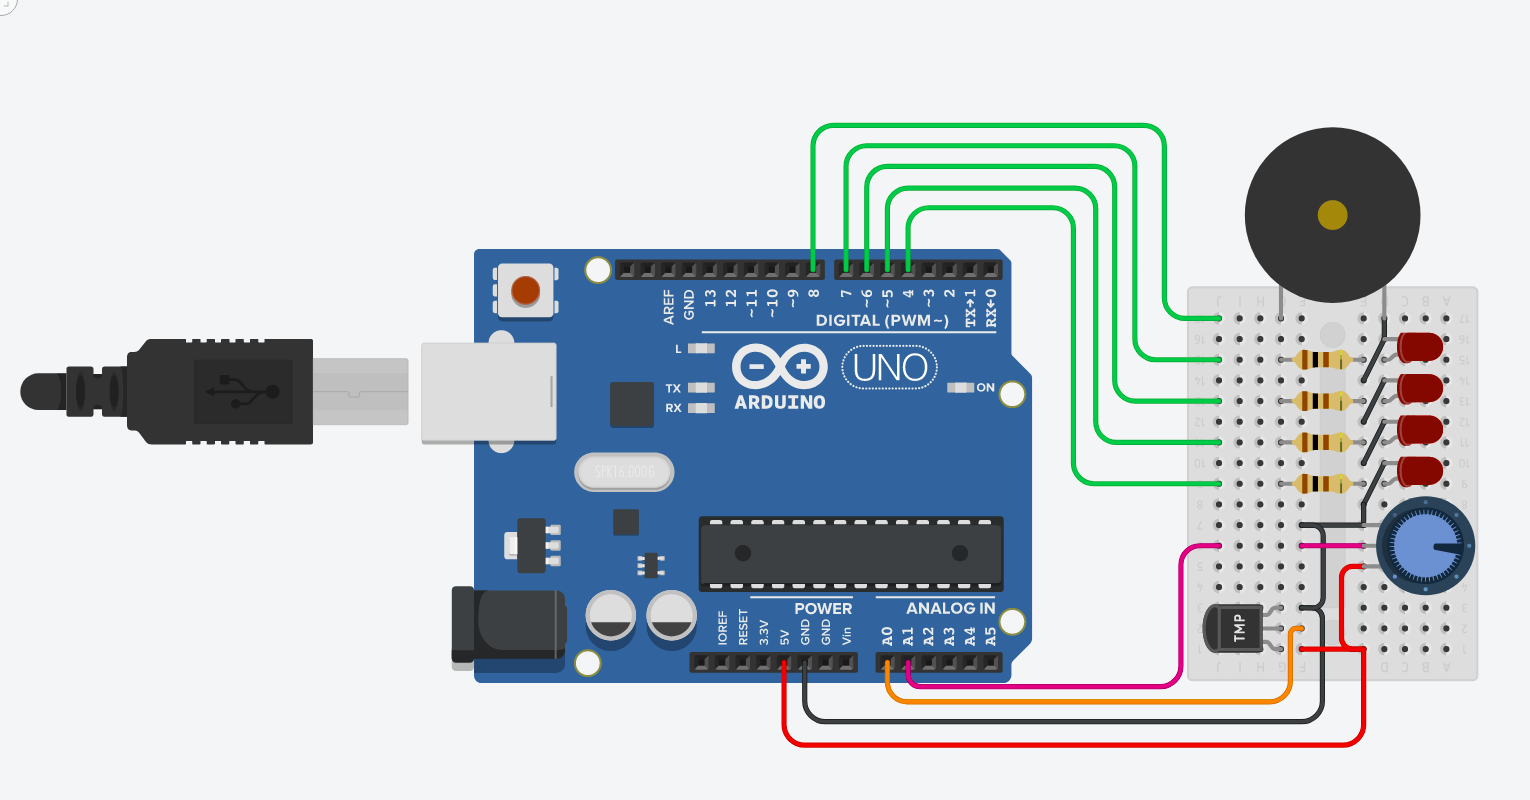 AREF
GND
13
12
~11
~10
~9
8
7
~6
~5
4
~3
2
TX→1
RX←0
DIGITAL (PWM~)
L
TX
RX
UNO
ON
ARDUINO
SPK16.000G
POWER
ANALOG IN
IOREF
RESET
3.3V
5V
GND
GND
Vin
A0
A1
A2
A3
A4
A5
TMP
J I H
C B A
17
16
15
14
13
12
11
10
9
8
7
5
4
3
2
1
J I G F
D C B A